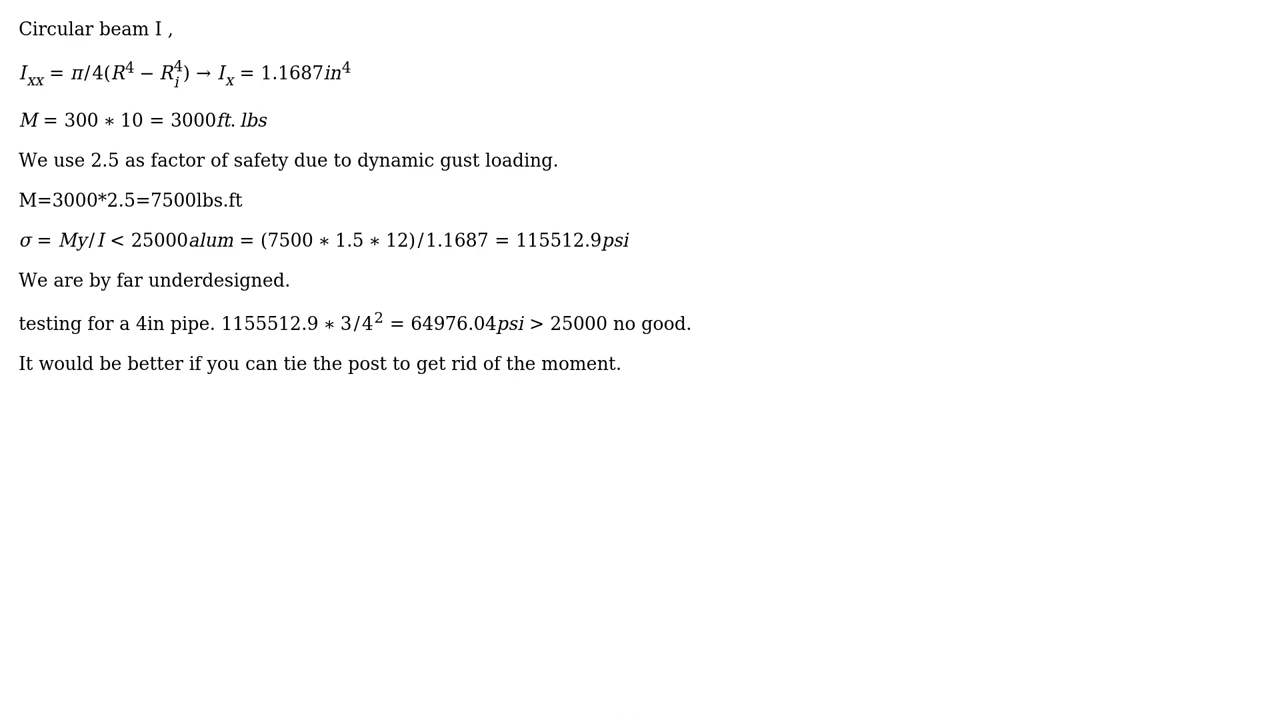 Circular beam I ,
I_{xx} = π/4(R^4 − R_i^4) → I_x = 1.1687in^4
M = 300 ∗ 10 = 3000ft. lbs
We use 2.5 as factor of safety due to dynamic gust loading.
M=3000*2.5=7500lbs.ft
σ = My/I < 25000alum = (7500 ∗ 1.5 ∗ 12)/1.1687 = 115512.9psi
We are by far underdesigned.
testing for a 4in pipe. 1155512.9 ∗ 3/4^2 = 64976.04psi > 25000 no good.
It would be better if you can tie the post to get rid of the moment.